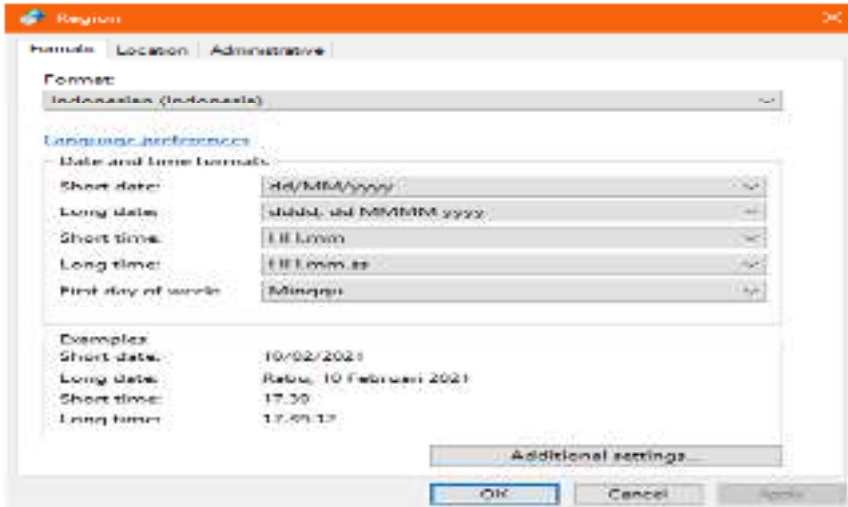 Region
Formats Location Administrative
Format:
Indonesian (Indonesia)
Language preferences
Date and time formats
Short date: dd/MM/yyyy
Long date: dddd, dd MMMM yyyy
Short time: HH.mm
Long time: HH.mm.ss
First day of week: Minggu
Examples
Short date: 10/02/2021
Long date: Rabu, 10 Februari 2021
Short time: 17.39
Long time:
Additional settings...
OK Cancel Apply